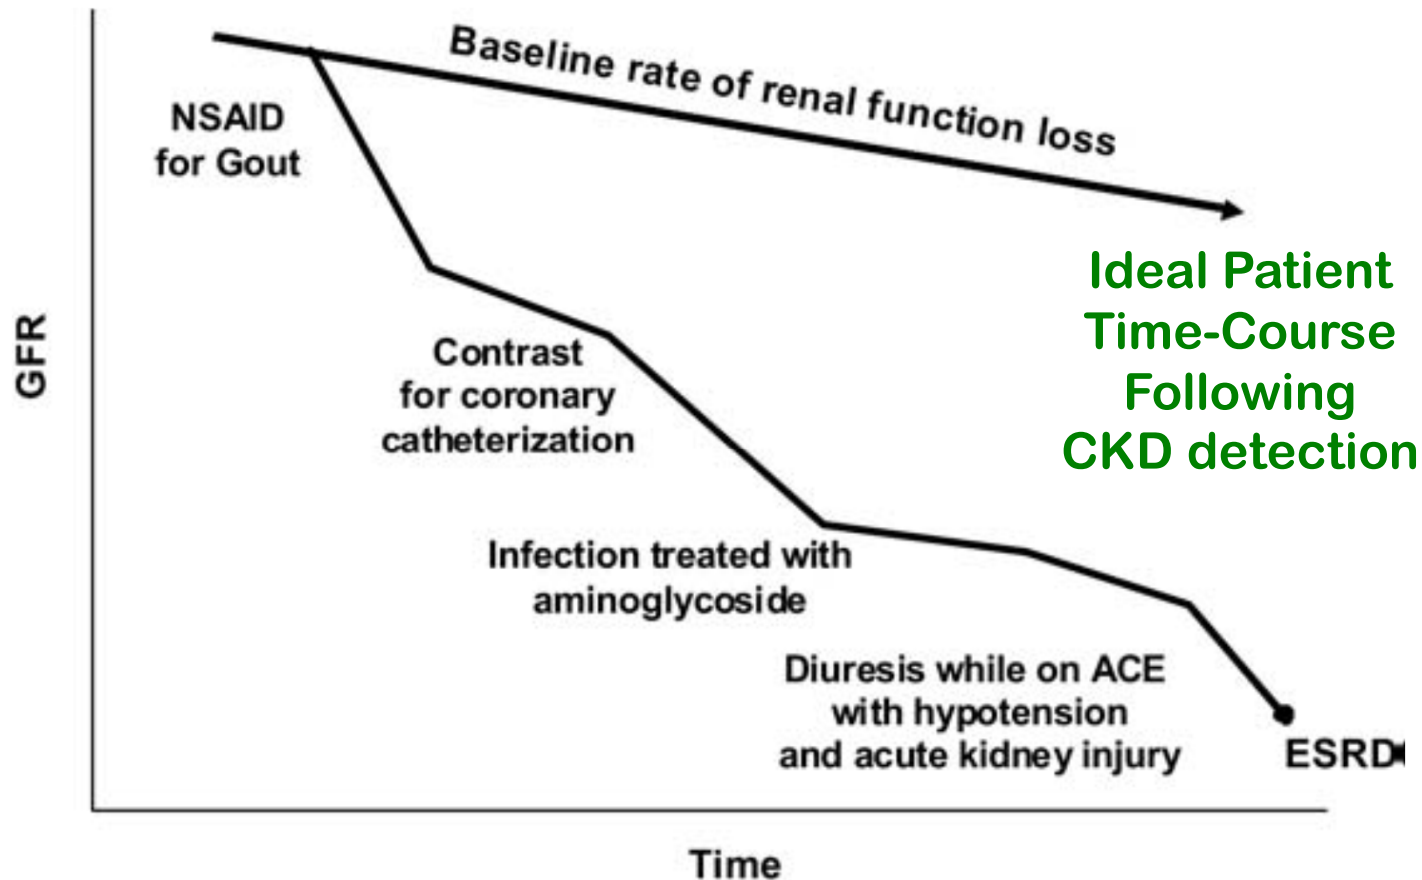 Baseline rate of renal function loss
NSAID
for Gout
Ideal Patient
Time-Course
Following
CKD detection
GFR
Contrast
for coronary
catheterization
Infection treated with
aminoglycoside
Diuresis while on ACE
with hypotension
and acute kidney injury
ESRD
Time